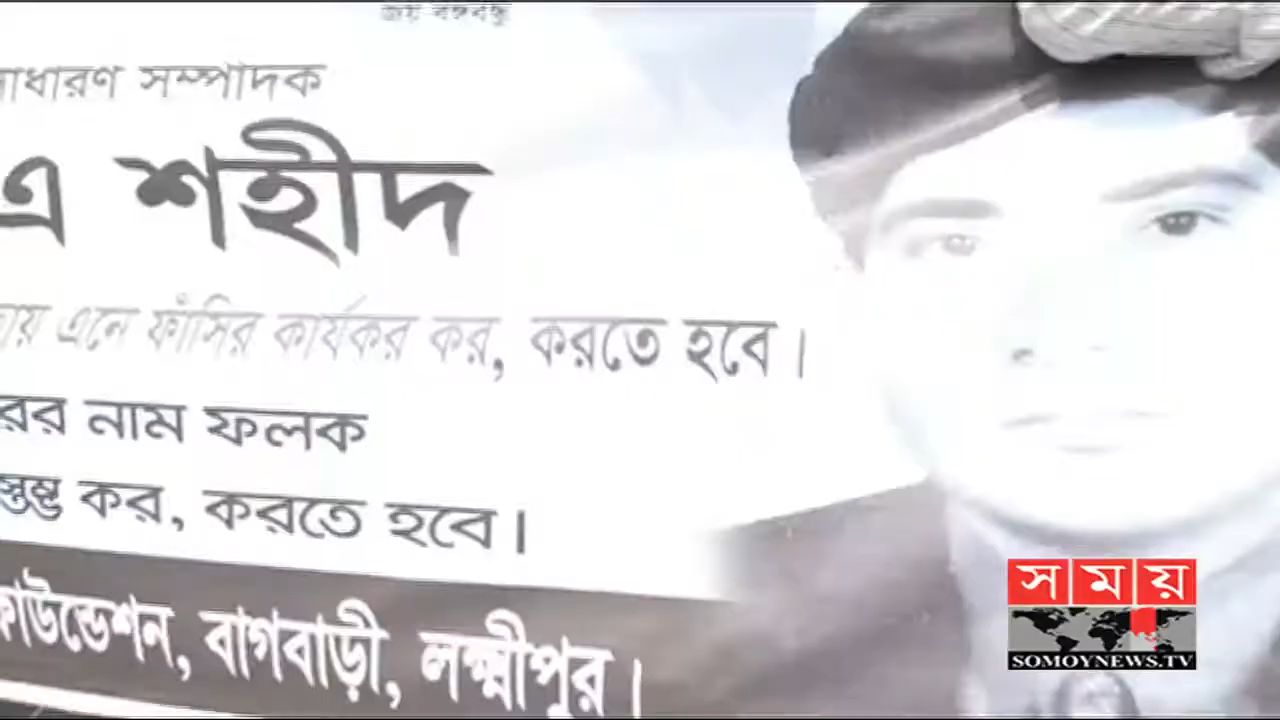 জয় বঙ্গবন্ধু
সাধারণ সম্পাদক
এ শহীদ
এনে ফাঁসির কার্যকর কর, করতে হবে।
নাম ফলক
স্তম্ভ কর, করতে হবে।
ফাউন্ডেশন, বাগবাড়ী, লক্ষ্মীপুর।
সময়
SOMOYNEWS.TV